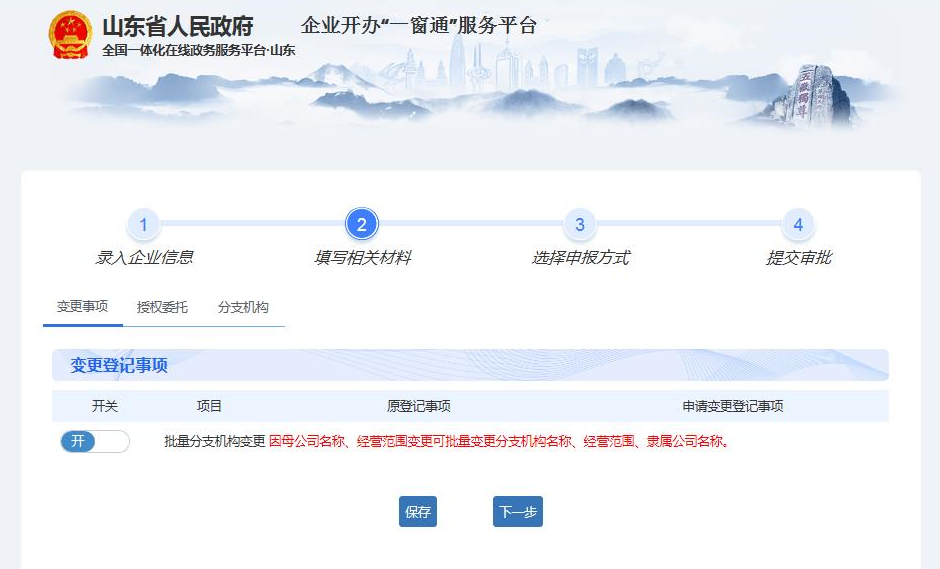 山东省人民政府
全国一体化在线政务服务平台·山东
企业开办“一窗通”服务平台
五嶽獨尊
1 2 3 4
录入企业信息 填写相关材料 选择申报方式 提交审批
变更事项 授权委托 分支机构
变更登记事项
开关 项目 原登记事项 申请变更登记事项
开 批量分支机构变更 因母公司名称、经营范围变更可批量变更分支机构名称、经营范围、隶属公司名称。
保存 下一步